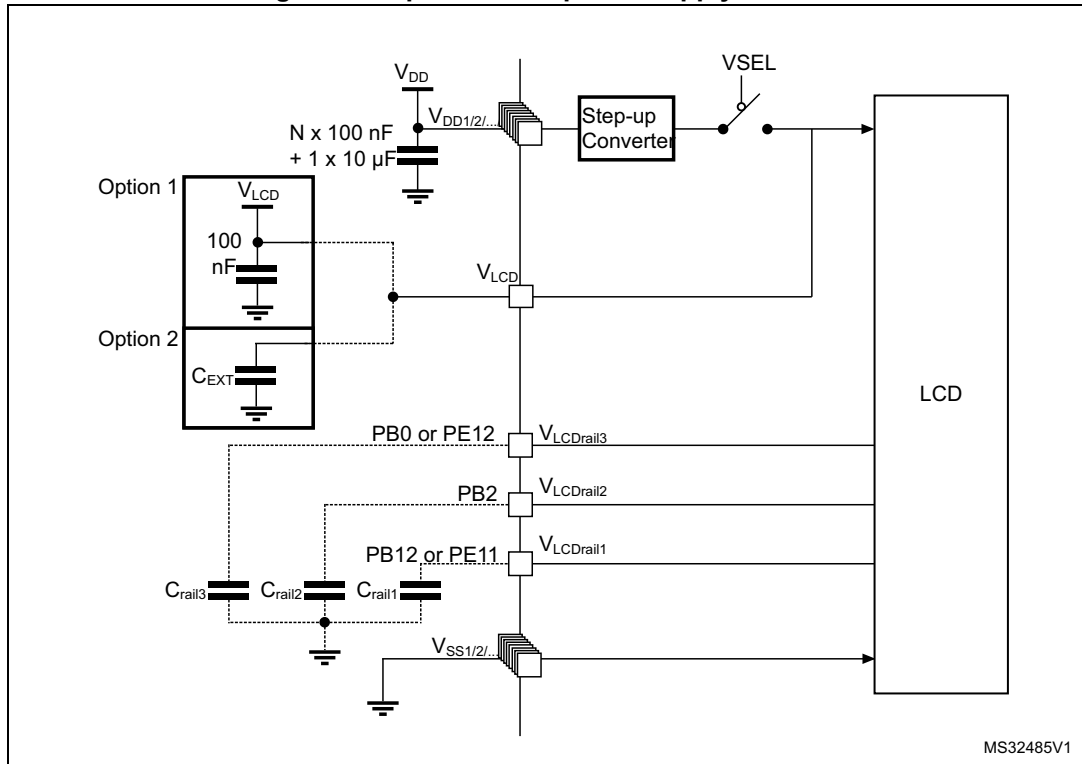 VSEL
VDD
VDD1/2/...
N x 100 nF
+ 1 x 10 µF
Step-up
Converter
Option 1
VLCD
100
nF
VLCD
Option 2
CEXT
LCD
PB0 or PE12
VLCDrail3
PB2
VLCDrail2
PB12 or PE11
VLCDrail1
Crail3
Crail2
Crail1
VSS1/2/...
MS32485V1